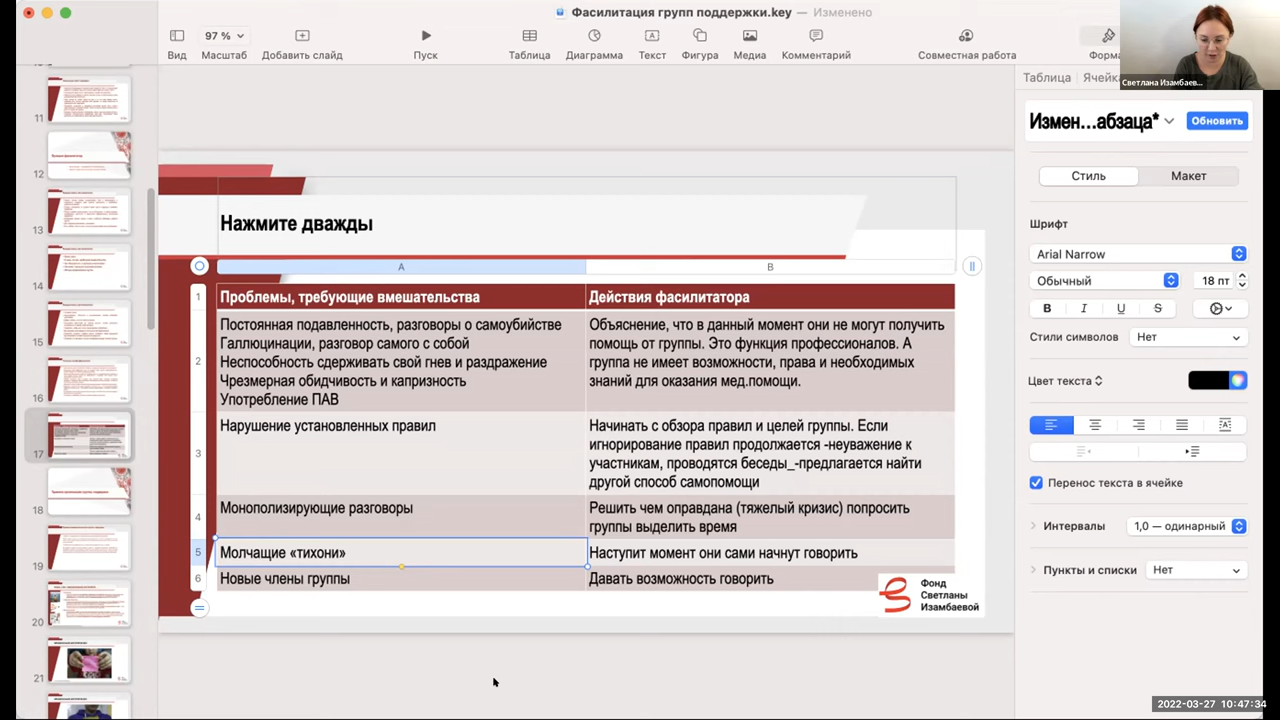 Фасилитация групп поддержки.key — Изменено
97 %
Вид
Масштаб
Добавить слайд
Пуск
Таблица
Диаграмма
Текст
Фигура
Медиа
Комментарий
Совместная работа
Форма
Светлана Изамбаев...
Таблица
Ячейка
Измен...абзаца*
Обновить
Стиль
Макет
Шрифт
Arial Narrow
Обычный
18 пт
B I U S
Стили символов
Нет
Цвет текста
Перенос текста в ячейке
Интервалы
1,0 — одинарный
Пункты и списки
Нет
11
12
13
14
15
16
17
18
19
20
21
Нажмите дважды
A
B
1
Проблемы, требующие вмешательства
Действия фасилитатора
2
Постоянная подавленность, разговоры о самоубийстве
Галлюцинации, разговор самого с собой
Неспособность осознавать свой гнев и раздражение
Чрезмерная обидчивость и капризность
Употребление ПАВ
Объяснение, что в данный момент они не могут получить
помощь от группы. Это функция профессионалов. А
группа не имеет возможности, права и необходимых
знаний для оказания мед.помощи.
3
Нарушение установленных правил
Начинать с обзора правил и целей группы. Если
игнорирование правил продолжается -неуважение к
участникам, проводятся беседы_-предлагается найти
другой способ самопомощи
4
Монополизирующие разговоры
Решить чем оправдана (тяжелый кризис) попросить
группы выделить время
5
Молчащие «тихони»
Наступит момент они сами начнут говорить
6
Новые члены группы
Давать возможность говорить
Фонд
Светланы
Изамбаевой
2022-03-27 10:47:34